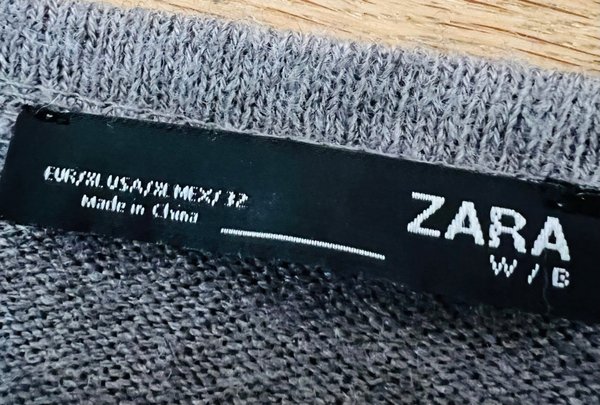 EUR/XL USA/XL MEX/32
Made in China
ZARA
W/B